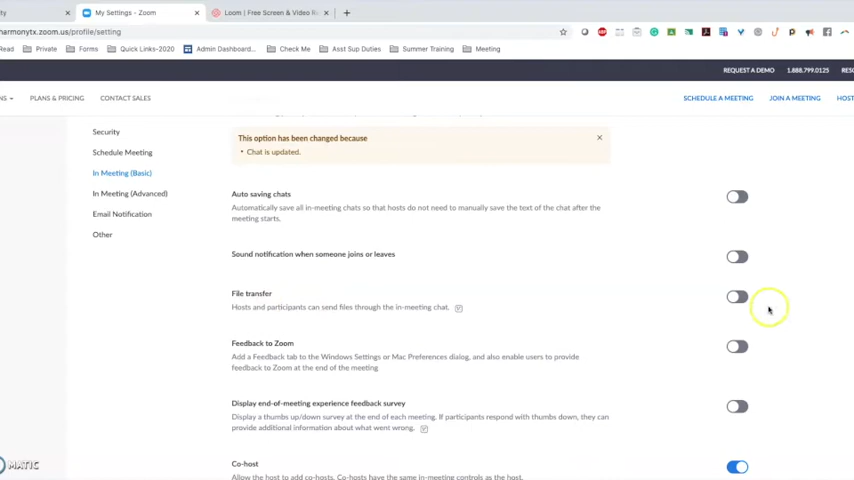 My Settings - Zoom
Loom | Free Screen & Video Re
harmonytx.zoom.us/profile/setting
Read Private Forms Quick Links-2020 Admin Dashboard... Check Me Asst Sup Duties Summer Training Meeting
REQUEST A DEMO 1.888.799.0125 RESO
NS PLANS & PRICING CONTACT SALES SCHEDULE A MEETING JOIN A MEETING HOST
Security
Schedule Meeting
In Meeting (Basic)
In Meeting (Advanced)
Email Notification
Other
This option has been changed because
• Chat is updated.
Auto saving chats
Automatically save all in-meeting chats so that hosts do not need to manually save the text of the chat after the
meeting starts.
Sound notification when someone joins or leaves
File transfer
Hosts and participants can send files through the in-meeting chat.
Feedback to Zoom
Add a Feedback tab to the Windows Settings or Mac Preferences dialog, and also enable users to provide
feedback to Zoom at the end of the meeting
Display end-of-meeting experience feedback survey
Display a thumbs up/down survey at the end of each meeting. If participants respond with thumbs down, they can
provide additional information about what went wrong.
Co-host
Allow the host to add co-hosts. Co-hosts have the same in-meeting controls as the host.
MATIC